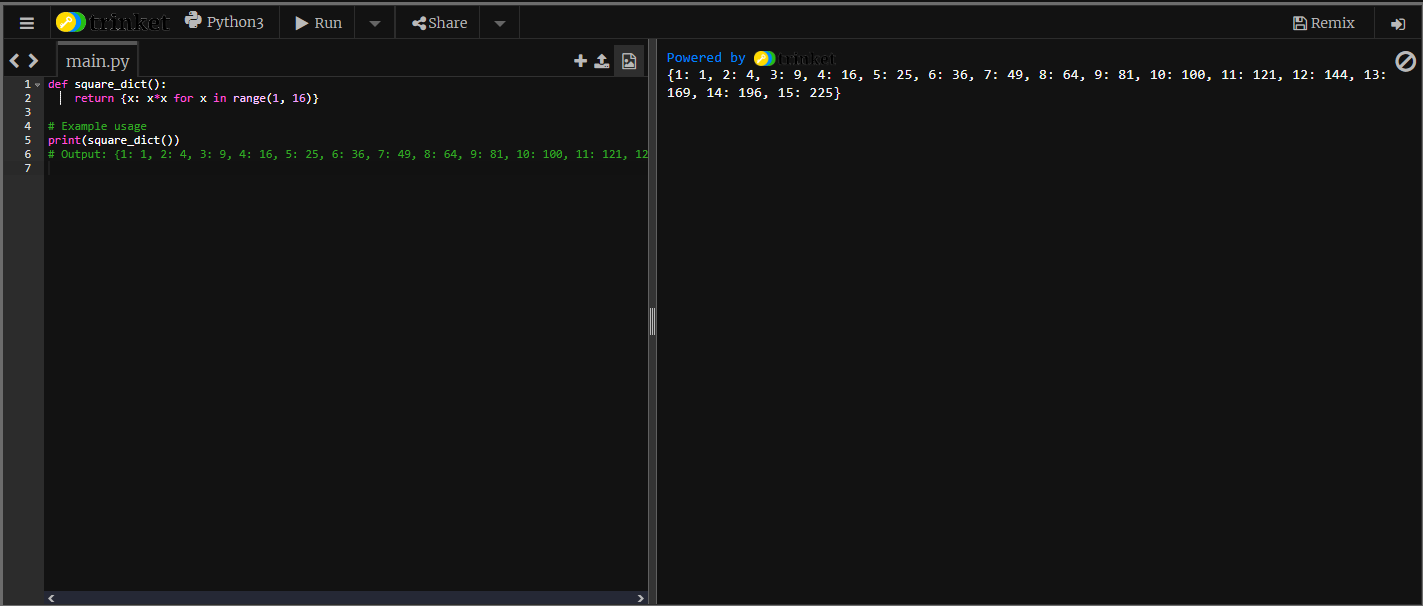 trinket Python3 Run Share Remix
main.py
1 def square_dict():
2     return {x: x*x for x in range(1, 16)}
3
4 # Example usage
5 print(square_dict())
6 # Output: {1: 1, 2: 4, 3: 9, 4: 16, 5: 25, 6: 36, 7: 49, 8: 64, 9: 81, 10: 100, 11: 121, 12
7
Powered by trinket
{1: 1, 2: 4, 3: 9, 4: 16, 5: 25, 6: 36, 7: 49, 8: 64, 9: 81, 10: 100, 11: 121, 12: 144, 13:
169, 14: 196, 15: 225}